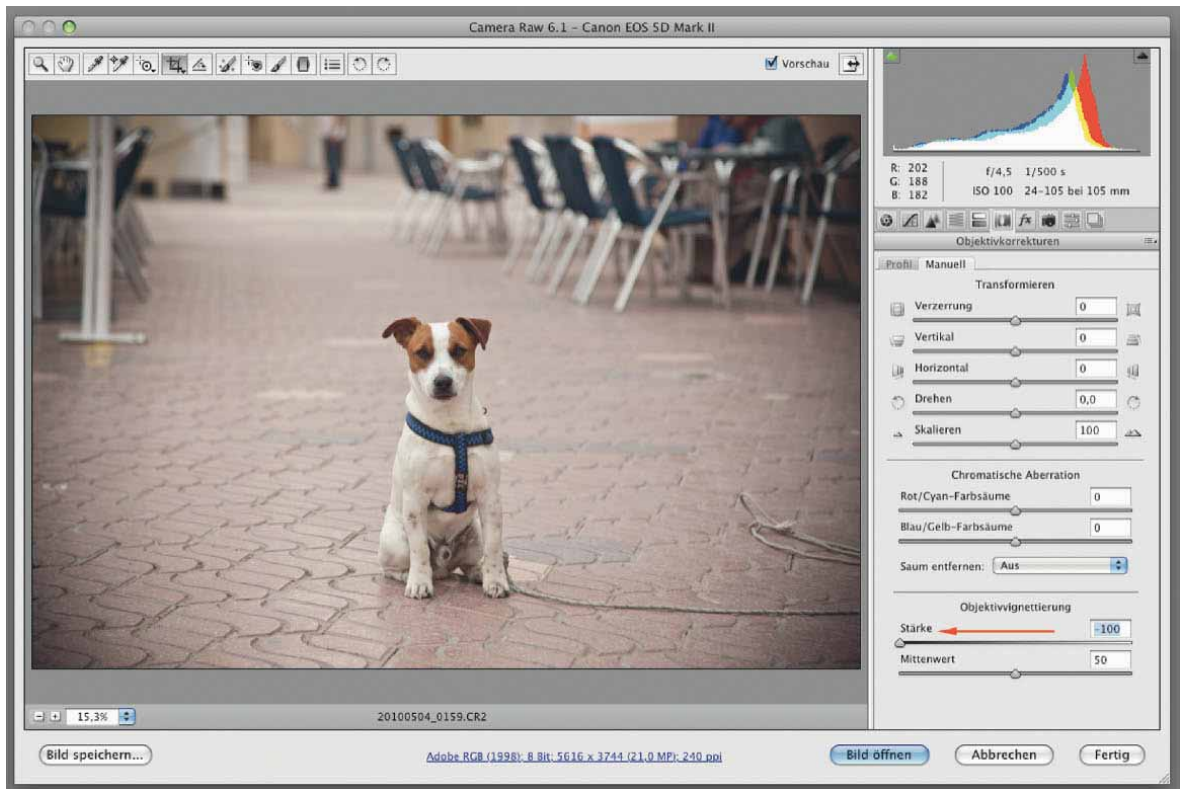 Camera Raw 6.1 – Canon EOS 5D Mark II
Vorschau
R: 202
G: 188
B: 182
f/4,5 1/500 s
ISO 100 24–105 bei 105 mm
fx
Objektivkorrekturen
Profil Manuell
Transformieren
Verzerrung 0
Vertikal 0
Horizontal 0
Drehen 0,0
Skalieren 100
Chromatische Aberration
Rot/Cyan-Farbsäume 0
Blau/Gelb-Farbsäume 0
Saum entfernen: Aus
Objektivvignettierung
Stärke -100
Mittenwert 50
15,3%
20100504_0159.CR2
Bild speichern...
Adobe RGB (1998); 8 Bit; 5616 x 3744 (21,0 MP); 240 ppi
Bild öffnen
Abbrechen
Fertig